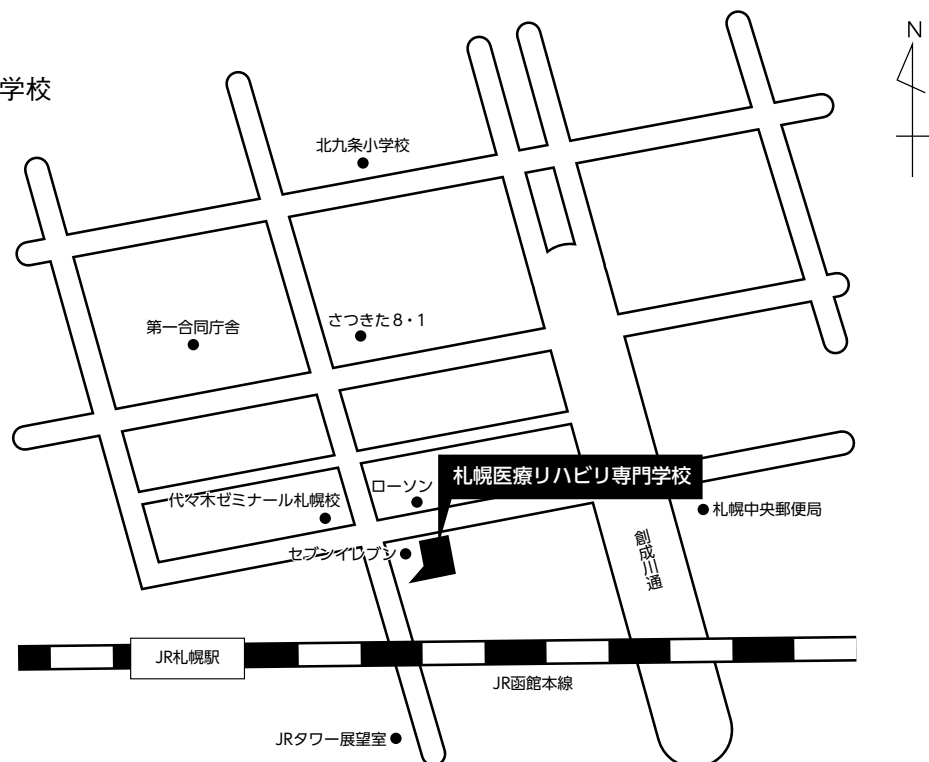 N
学校
北九条小学校
第一合同庁舎
さつきた8・1
札幌医療リハビリ専門学校
ローソン
代々木ゼミナール札幌校
札幌中央郵便局
セブンイレブン
創成川通
JR札幌駅
JR函館本線
JRタワー展望室